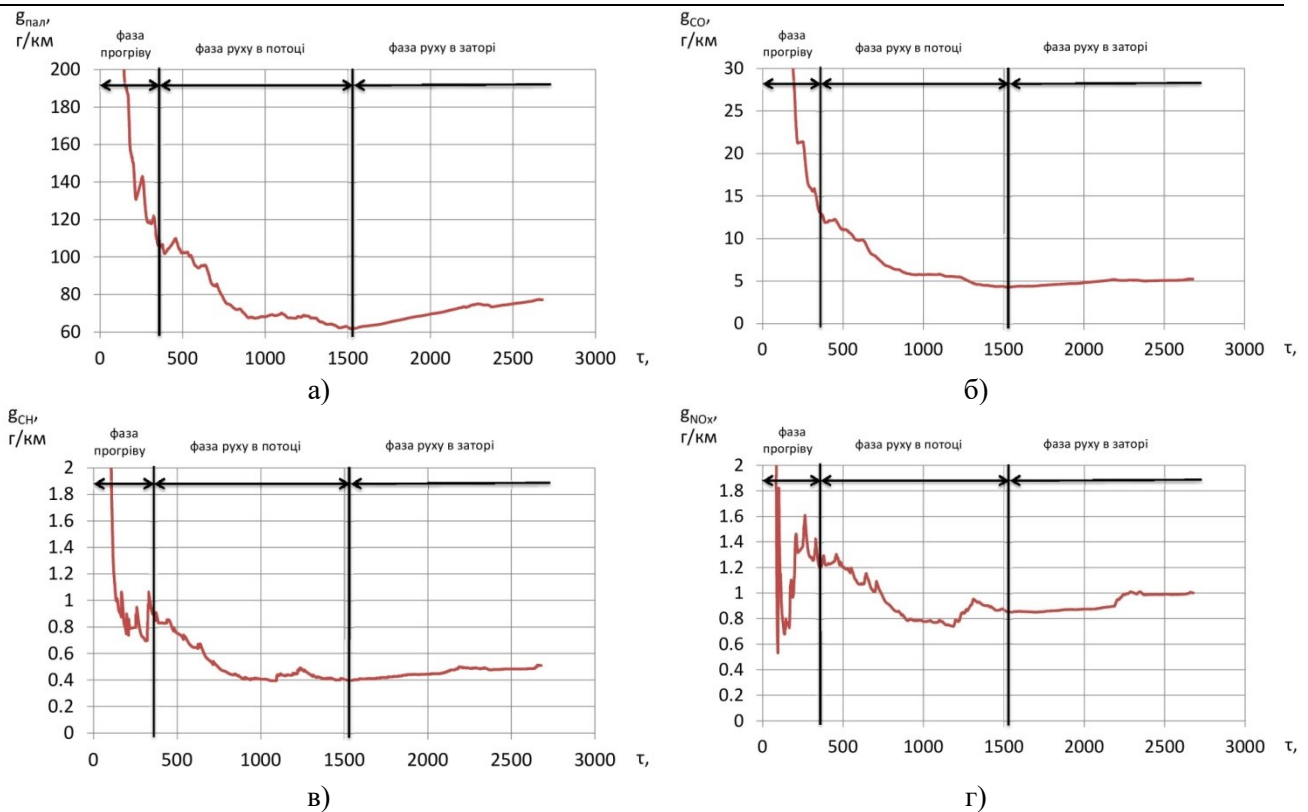 gпал,
г/км
фаза
прогріву
фаза руху в потоці
фаза руху в заторі
200
180
160
140
120
100
80
60
0 500 1000 1500 2000 2500 3000 τ,
а)
gCO,
г/км
фаза
прогріву
фаза руху в потоці
фаза руху в заторі
30
25
20
15
10
5
0
0 500 1000 1500 2000 2500 3000 τ,
б)
gCH,
г/км
фаза
прогріву
фаза руху в потоці
фаза руху в заторі
2
1.8
1.6
1.4
1.2
1
0.8
0.6
0.4
0.2
0
0 500 1000 1500 2000 2500 3000 τ,
в)
gNOx,
г/км
фаза
прогріву
фаза руху в потоці
фаза руху в заторі
2
1.8
1.6
1.4
1.2
1
0.8
0.6
0.4
0.2
0
0 500 1000 1500 2000 2500 3000 τ,
г)